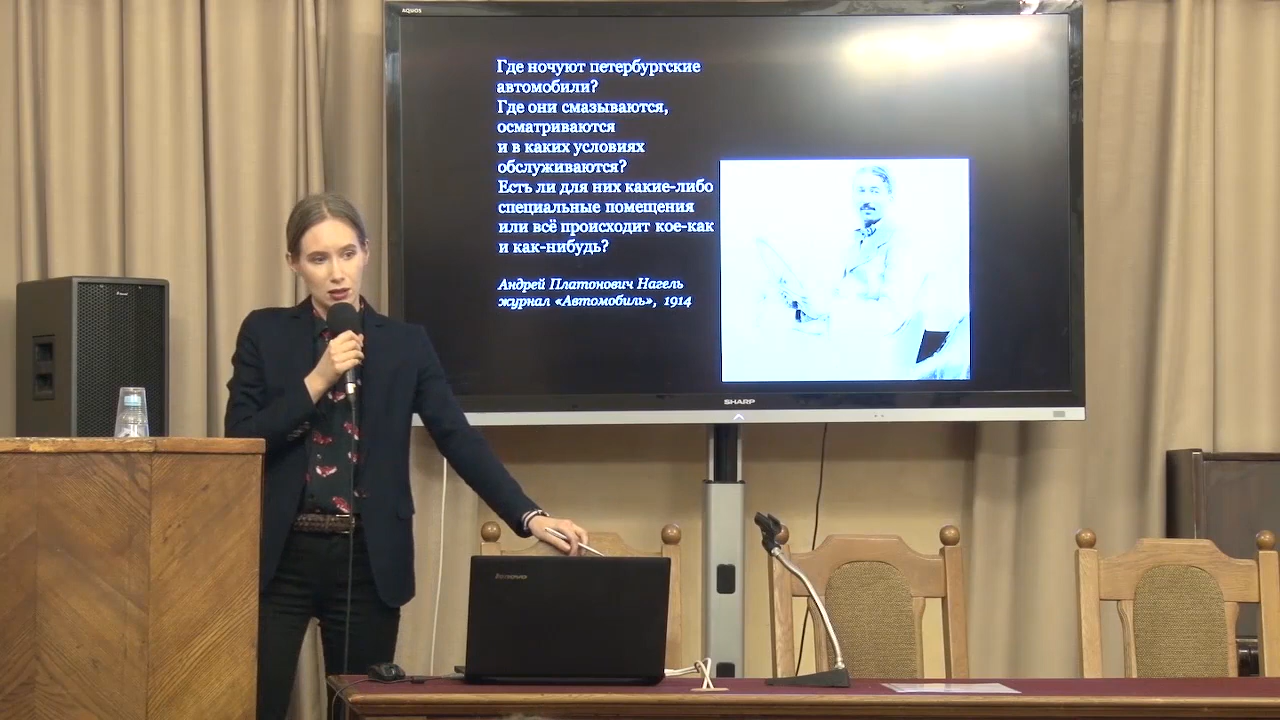 AQUOS
Где ночуют петербургские
автомобили?
Где они смазываются,
осматриваются
и в каких условиях
обслуживаются?
Есть ли для них какие-либо
специальные помещения
или всё происходит кое-как
и как-нибудь?
Андрей Платонович Нагель
журнал «Автомобиль», 1914
SHARP
lenovo